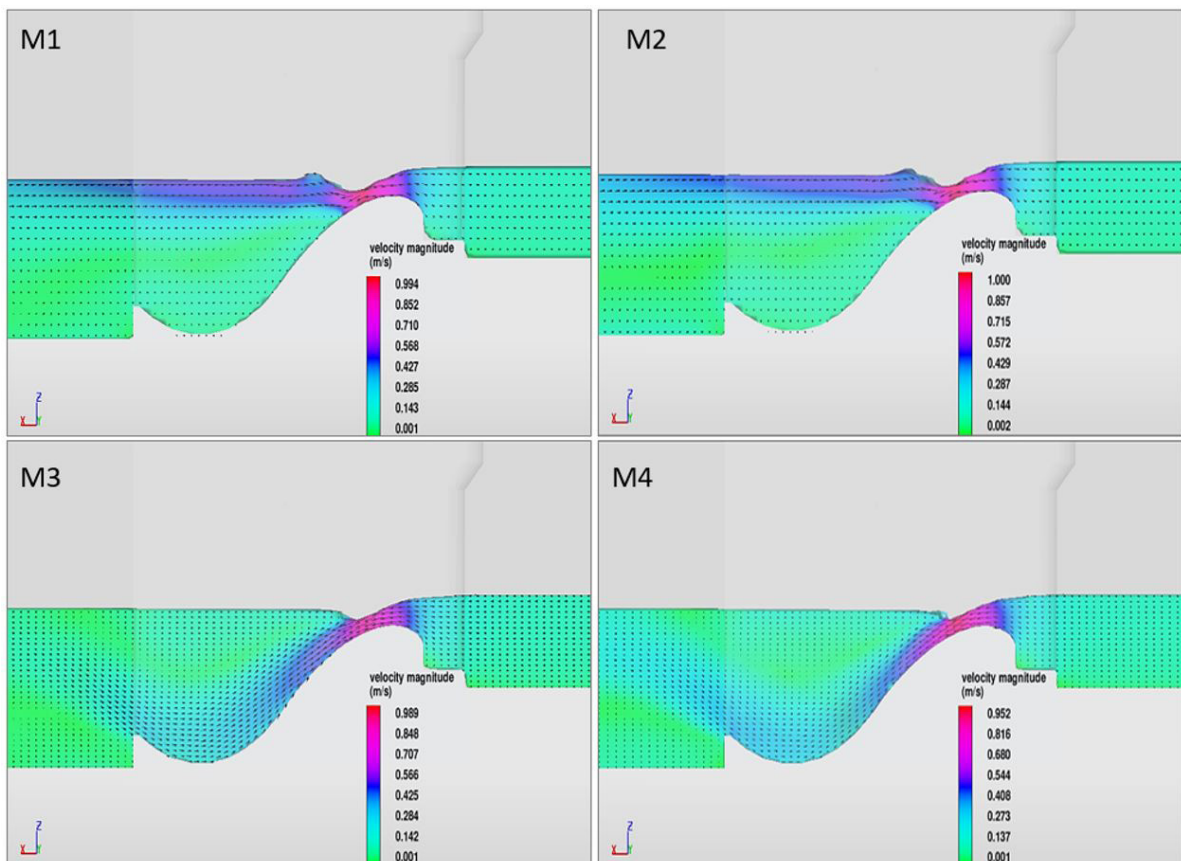 M1
velocity magnitude
(m/s)
0.994
0.852
0.710
0.568
0.427
0.285
0.143
0.001
Z
X Y
M2
velocity magnitude
(m/s)
1.000
0.857
0.715
0.572
0.429
0.287
0.144
0.002
Z
X Y
M3
velocity magnitude
(m/s)
0.989
0.848
0.707
0.566
0.425
0.284
0.142
0.001
Z
X Y
M4
velocity magnitude
(m/s)
0.952
0.816
0.680
0.544
0.408
0.273
0.137
0.001
Z
X Y